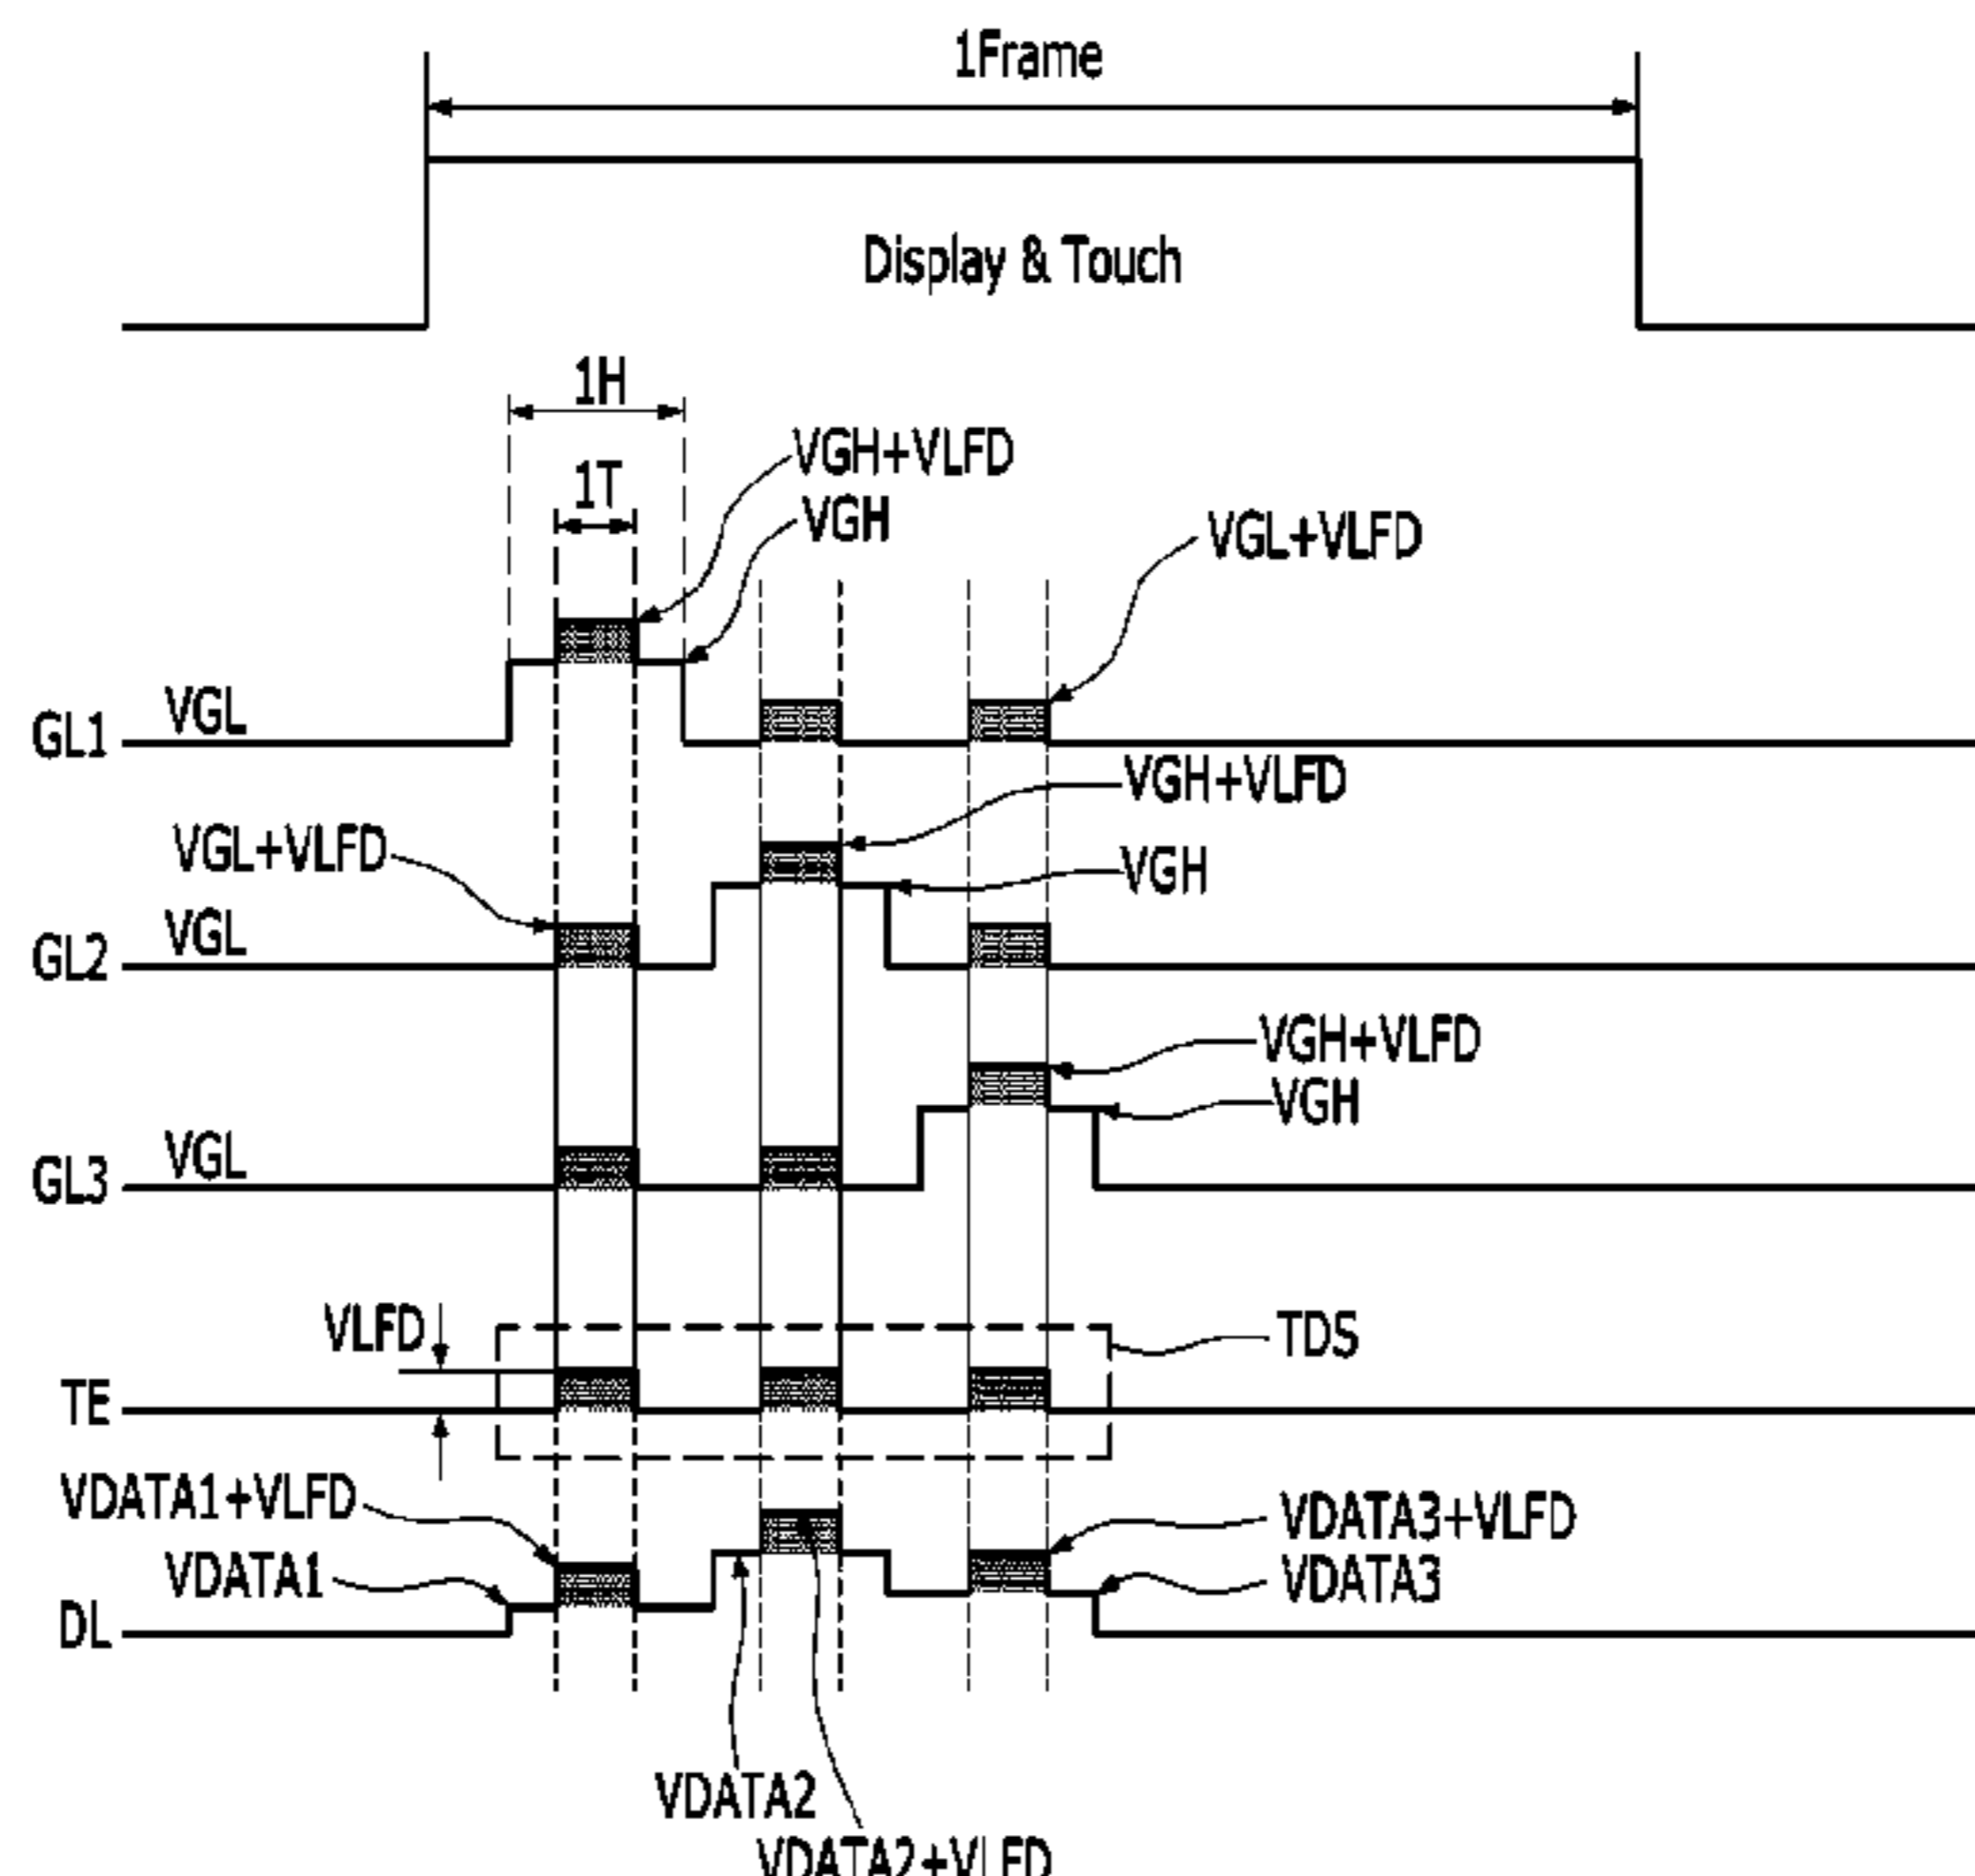 1Frame
Display & Touch
1H
VGH+VLFD
1T
VGH
VGL+VLFD
VGL
GL1
VGH+VLFD
VGL+VLFD
VGH
VGL
GL2
VGH+VLFD
VGH
VGL
GL3
VLFD
TDS
TE
VDATA1+VLFD
VDATA3+VLFD
VDATA1
VDATA3
DL
VDATA2
VDATA2+VLFD